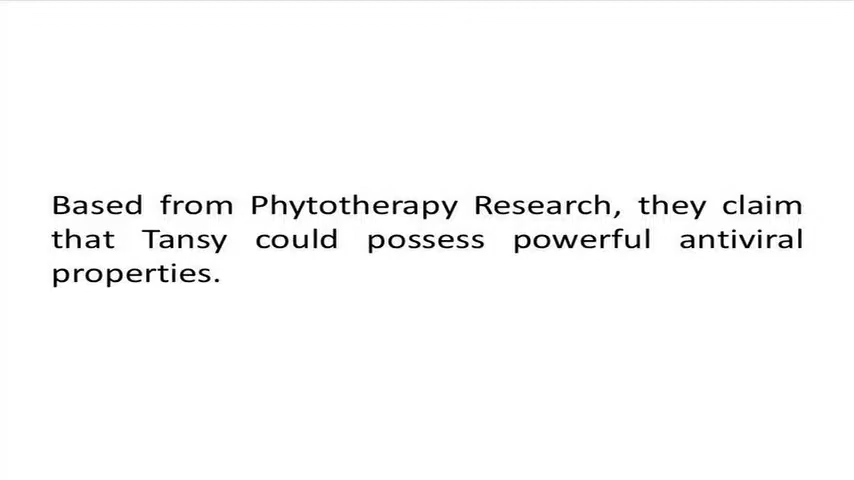 Based from Phytotherapy Research, they claim
that Tansy could possess powerful antiviral
properties.